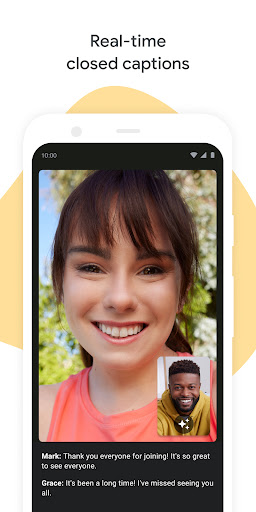 Real-time
closed captions
10:00
Mark: Thank you everyone for joining! It's so great
to see everyone.
Grace: It's been a long time! I've missed seeing you
all.